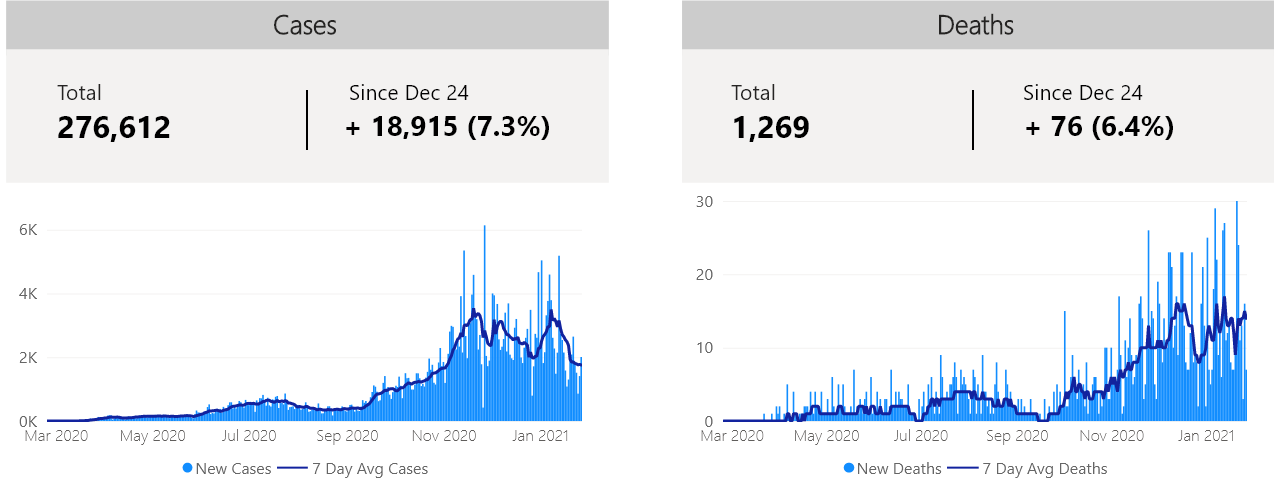 Cases
Total
276,612
Since Dec 24
+ 18,915 (7.3%)
6K
4K
2K
0K
Mar 2020 May 2020 Jul 2020 Sep 2020 Nov 2020 Jan 2021
New Cases 7 Day Avg Cases
Deaths
Total
1,269
Since Dec 24
+ 76 (6.4%)
30
20
10
0
Mar 2020 May 2020 Jul 2020 Sep 2020 Nov 2020 Jan 2021
New Deaths 7 Day Avg Deaths